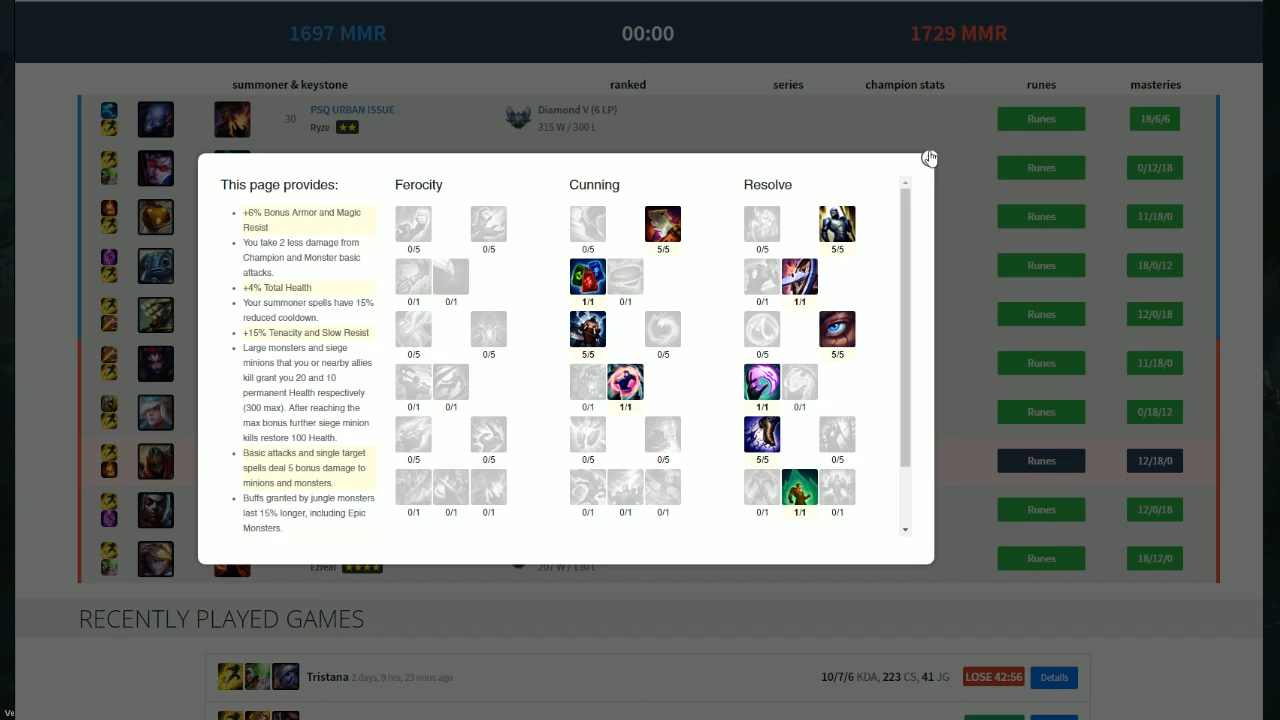 1697 MMR 00:00 1729 MMR
summoner & keystone ranked series champion stats runes masteries
30 PSQ URBAN ISSUE Diamond V (6 LP) Runes 18/6/6
Ryze 315 W / 300 L
Runes 0/12/18
Runes 11/18/0
Runes 18/0/12
Runes 12/0/18
Runes 11/18/0
Runes 0/18/12
Runes 12/18/0
Runes 12/0/18
Runes 18/12/0
Ezreal 207 W / 130 L
This page provides:
+6% Bonus Armor and Magic
Resist
You take 2 less damage from
Champion and Monster basic
attacks.
+4% Total Health
Your summoner spells have 15%
reduced cooldown.
+15% Tenacity and Slow Resist
Large monsters and siege
minions that you or nearby allies
kill grant you 20 and 10
permanent Health respectively
(300 max). After reaching the
max bonus further siege minion
kills restore 100 Health.
Basic attacks and single target
spells deal 5 bonus damage to
minions and monsters.
Buffs granted by jungle monsters
last 15% longer, including Epic
Monsters.
Ferocity
0/5 0/5
0/1 0/1
0/5 0/5
0/1 0/1
0/5 0/5
0/1 0/1 0/1
Cunning
0/5 5/5
1/1 0/1
5/5 0/5
0/1 1/1
0/5 0/5
0/1 0/1 0/1
Resolve
0/5 5/5
0/1 1/1
0/5 5/5
1/1 0/1
5/5 0/5
0/1 1/1 0/1
RECENTLY PLAYED GAMES
Tristana 2 days, 9 hrs, 23 mins ago 10/7/6 KDA, 223 CS, 41 JG LOSE 42:56 Details
Ve